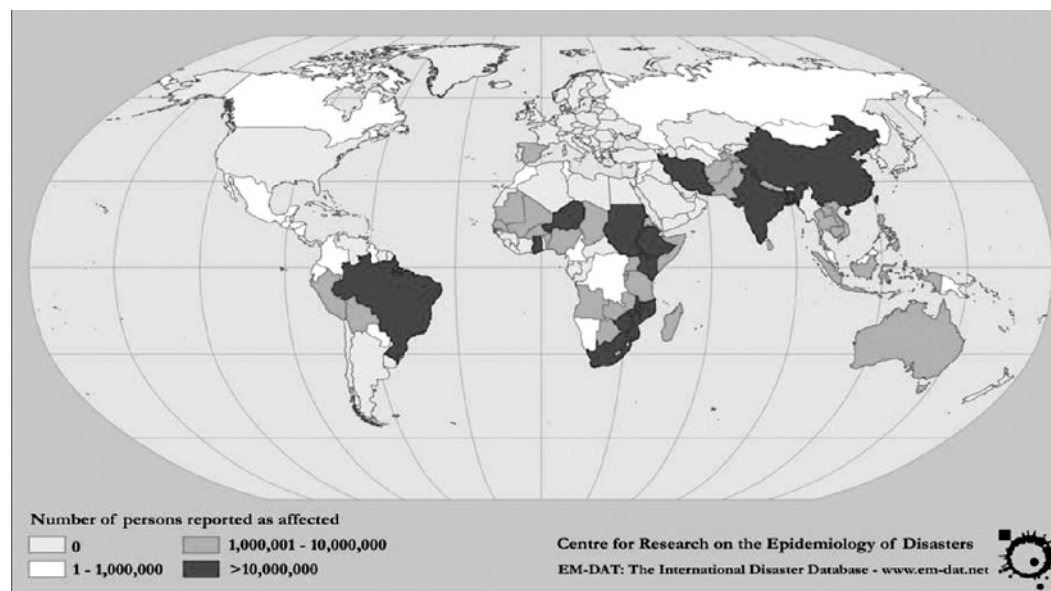 Number of persons reported as affected
0
1,000,001 - 10,000,000
1 - 1,000,000
>10,000,000
Centre for Research on the Epidemiology of Disasters
EM-DAT: The International Disaster Database - www.em-dat.net